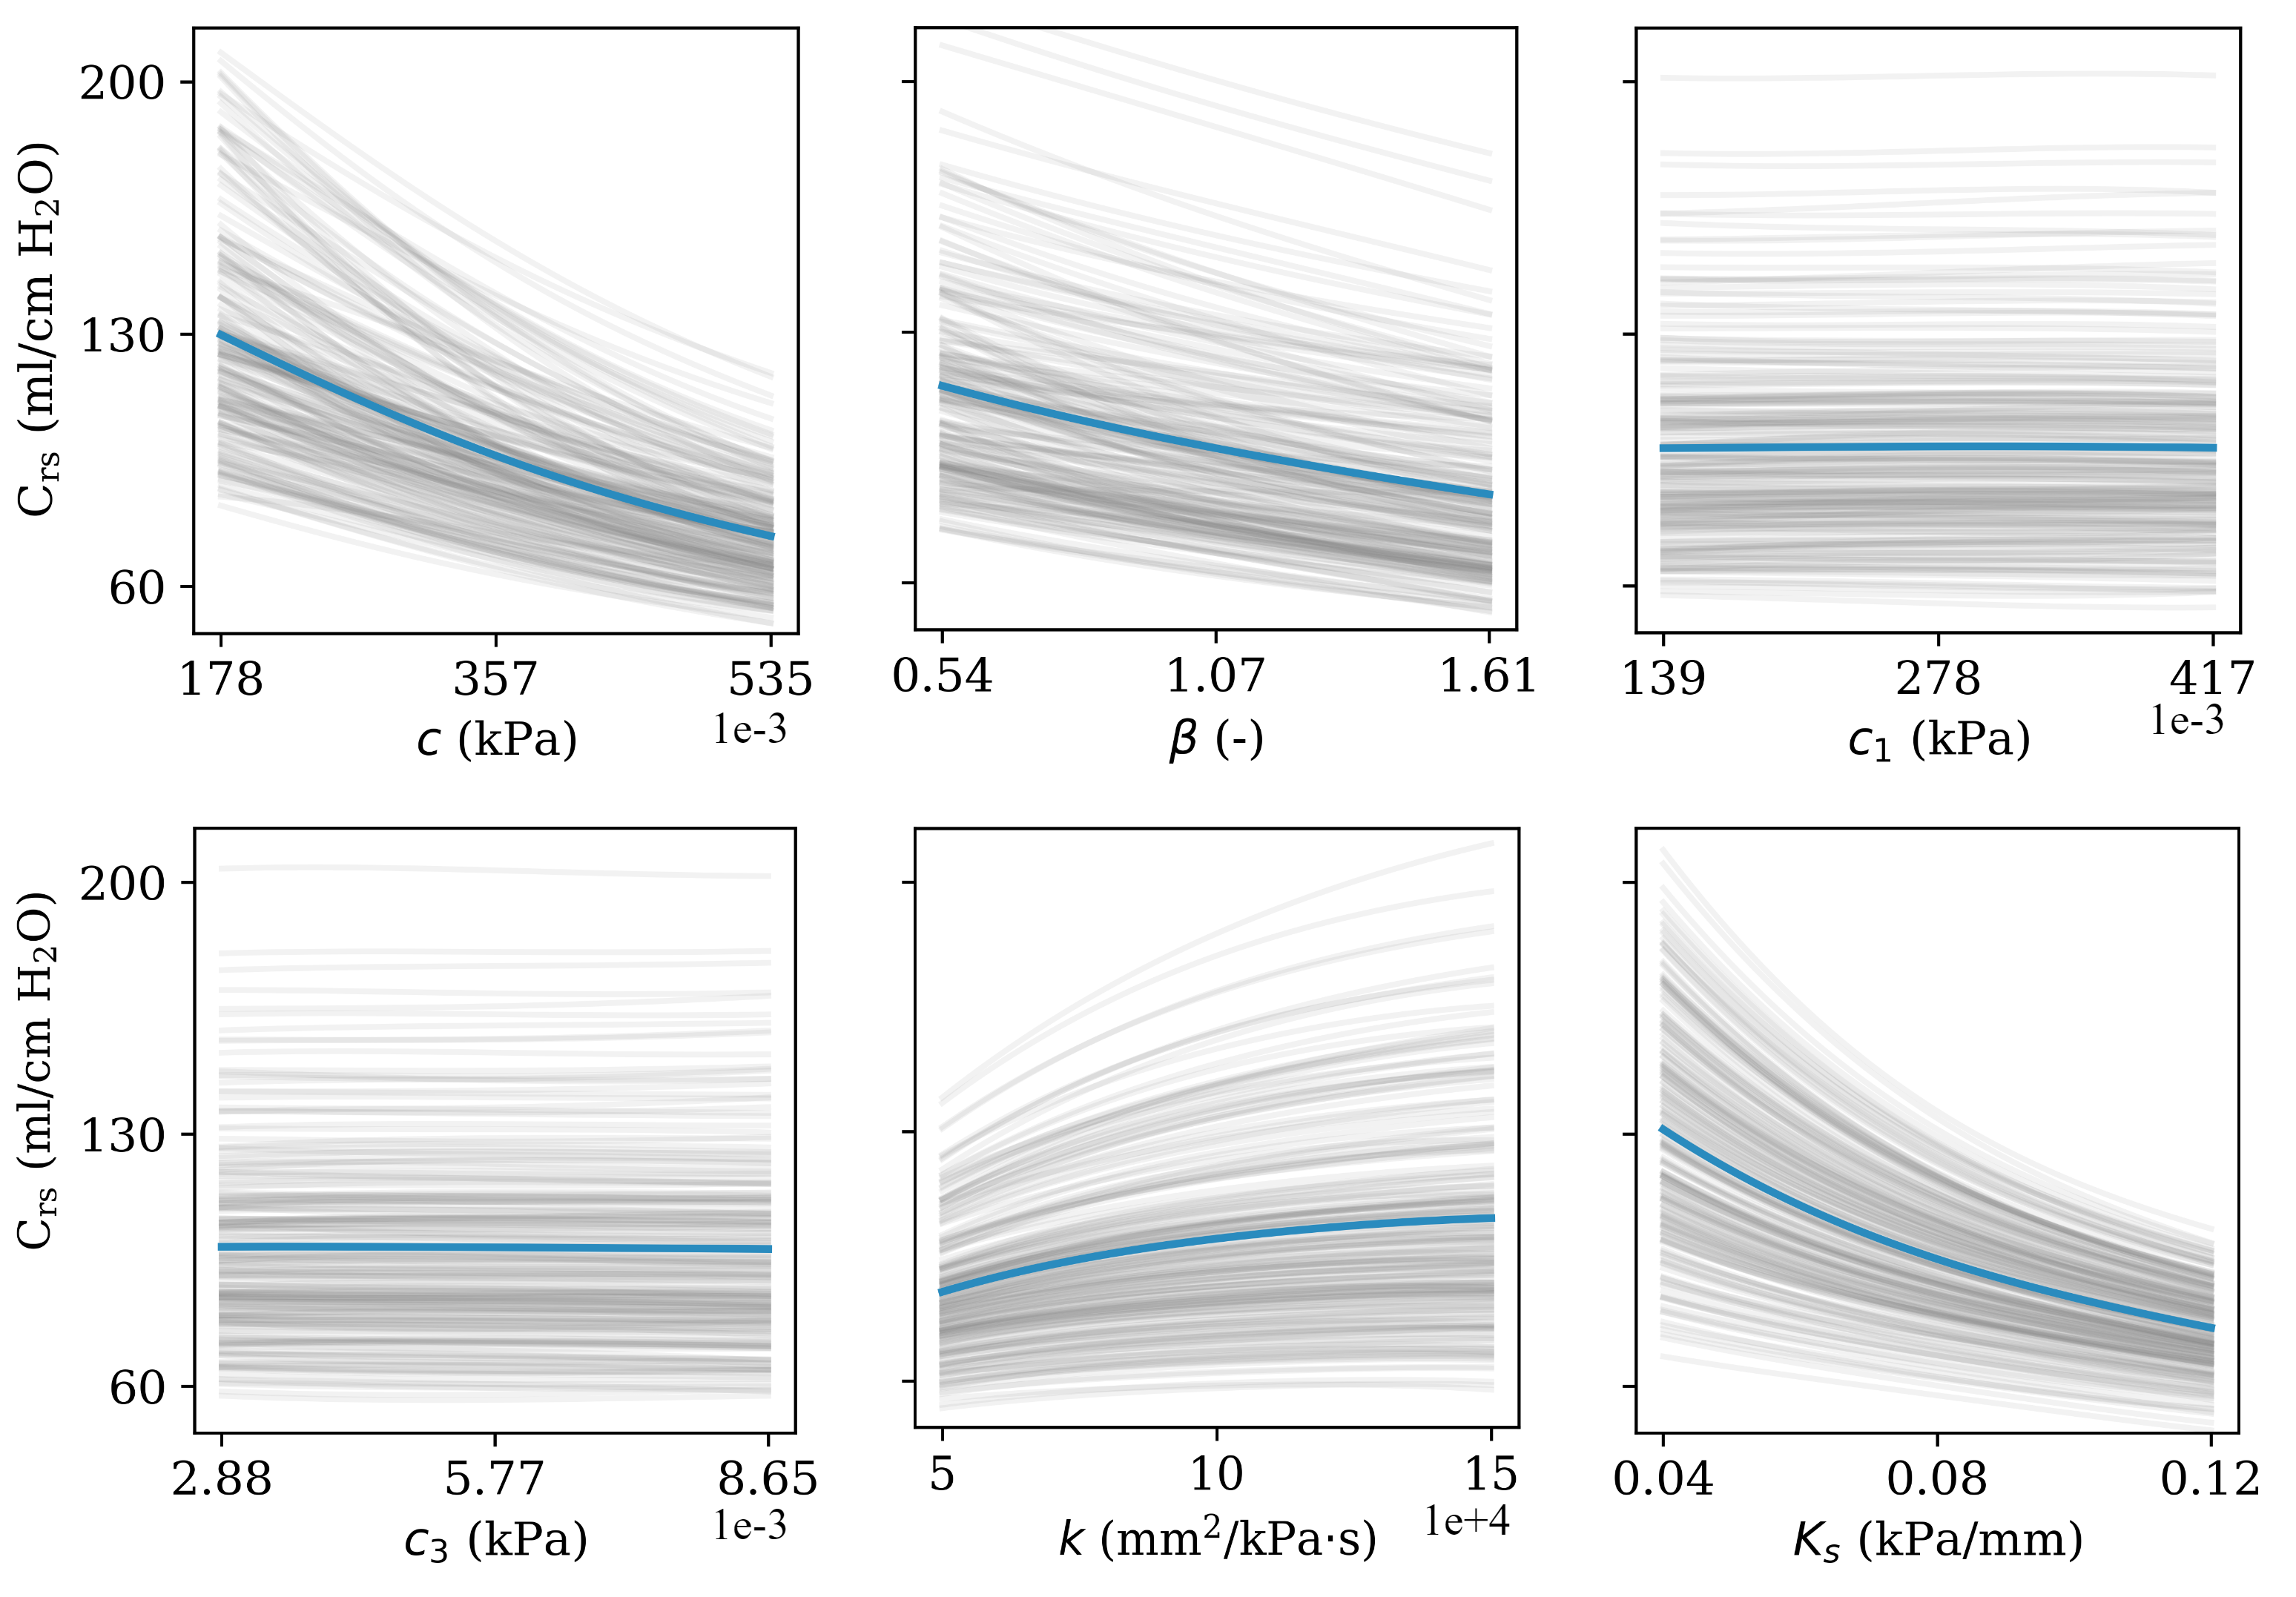 C_rs (ml/cm H₂O)
200
130
60
178 357 535
1e-3
c (kPa)
0.54 1.07 1.61
β (-)
139 278 417
1e-3
c₁ (kPa)
C_rs (ml/cm H₂O)
200
130
60
2.88 5.77 8.65
1e-3
c₃ (kPa)
5 10 15
1e+4
k (mm²/kPa·s)
0.04 0.08 0.12
Kₛ (kPa/mm)